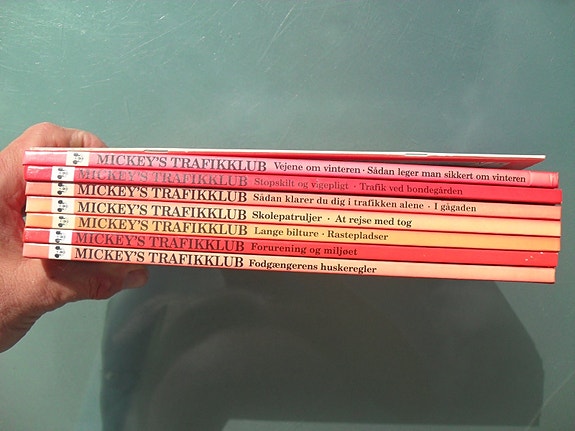 MICKEY'S TRAFIKKLUB Vejene om vinteren · Sådan leger man sikkert om vinteren
MICKEY'S TRAFIKKLUB Stopskilt og vigepligt · Trafik ved bondegården
MICKEY'S TRAFIKKLUB Sådan klarer du dig i trafikken alene · I gågaden
MICKEY'S TRAFIKKLUB Skolepatruljer · At rejse med tog
MICKEY'S TRAFIKKLUB Lange bilture · Rastepladser
MICKEY'S TRAFIKKLUB Forurening og miljøet
MICKEY'S TRAFIKKLUB Fodgængerens huskeregler